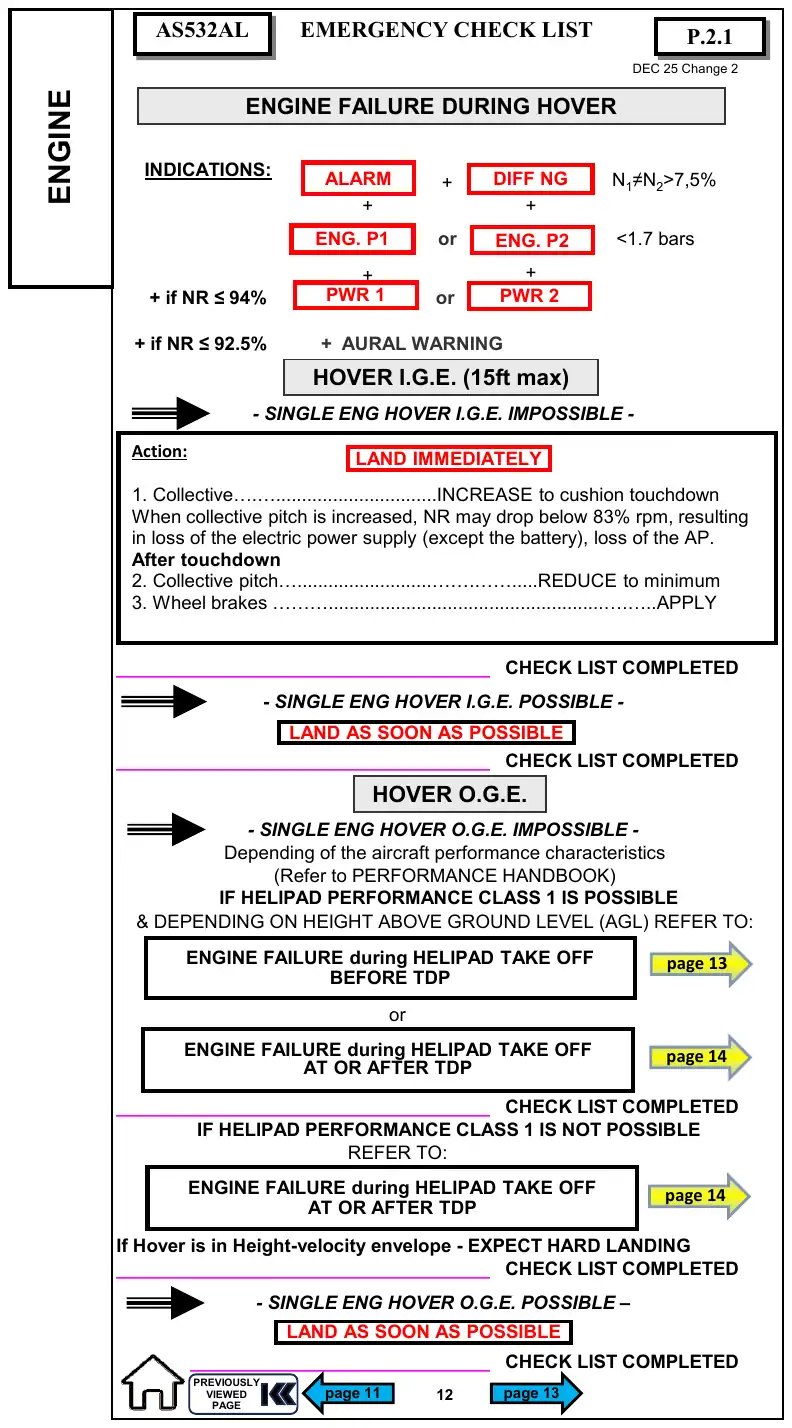 AS532AL EMERGENCY CHECK LIST P.2.1
DEC 25 Change 2
ENGINE
ENGINE FAILURE DURING HOVER
INDICATIONS: ALARM + DIFF NG N1≠N2>7,5%
+ +
ENG. P1 or ENG. P2 <1.7 bars
+ +
+ if NR ≤ 94% PWR 1 or PWR 2
+ if NR ≤ 92.5% + AURAL WARNING
HOVER I.G.E. (15ft max)
- SINGLE ENG HOVER I.G.E. IMPOSSIBLE -
Action: LAND IMMEDIATELY
1. Collective…….................................INCREASE to cushion touchdown
When collective pitch is increased, NR may drop below 83% rpm, resulting
in loss of the electric power supply (except the battery), loss of the AP.
After touchdown
2. Collective pitch…..........................…….…….....REDUCE to minimum
3. Wheel brakes ………......................................................…..…..APPLY
CHECK LIST COMPLETED
- SINGLE ENG HOVER I.G.E. POSSIBLE -
LAND AS SOON AS POSSIBLE
CHECK LIST COMPLETED
HOVER O.G.E.
- SINGLE ENG HOVER O.G.E. IMPOSSIBLE -
Depending of the aircraft performance characteristics
(Refer to PERFORMANCE HANDBOOK)
IF HELIPAD PERFORMANCE CLASS 1 IS POSSIBLE
& DEPENDING ON HEIGHT ABOVE GROUND LEVEL (AGL) REFER TO:
ENGINE FAILURE during HELIPAD TAKE OFF
BEFORE TDP
page 13
or
ENGINE FAILURE during HELIPAD TAKE OFF
AT OR AFTER TDP
page 14
CHECK LIST COMPLETED
IF HELIPAD PERFORMANCE CLASS 1 IS NOT POSSIBLE
REFER TO:
ENGINE FAILURE during HELIPAD TAKE OFF
AT OR AFTER TDP
page 14
If Hover is in Height-velocity envelope - EXPECT HARD LANDING
CHECK LIST COMPLETED
- SINGLE ENG HOVER O.G.E. POSSIBLE –
LAND AS SOON AS POSSIBLE
CHECK LIST COMPLETED
PREVIOUSLY
VIEWED
PAGE
page 11 12 page 13